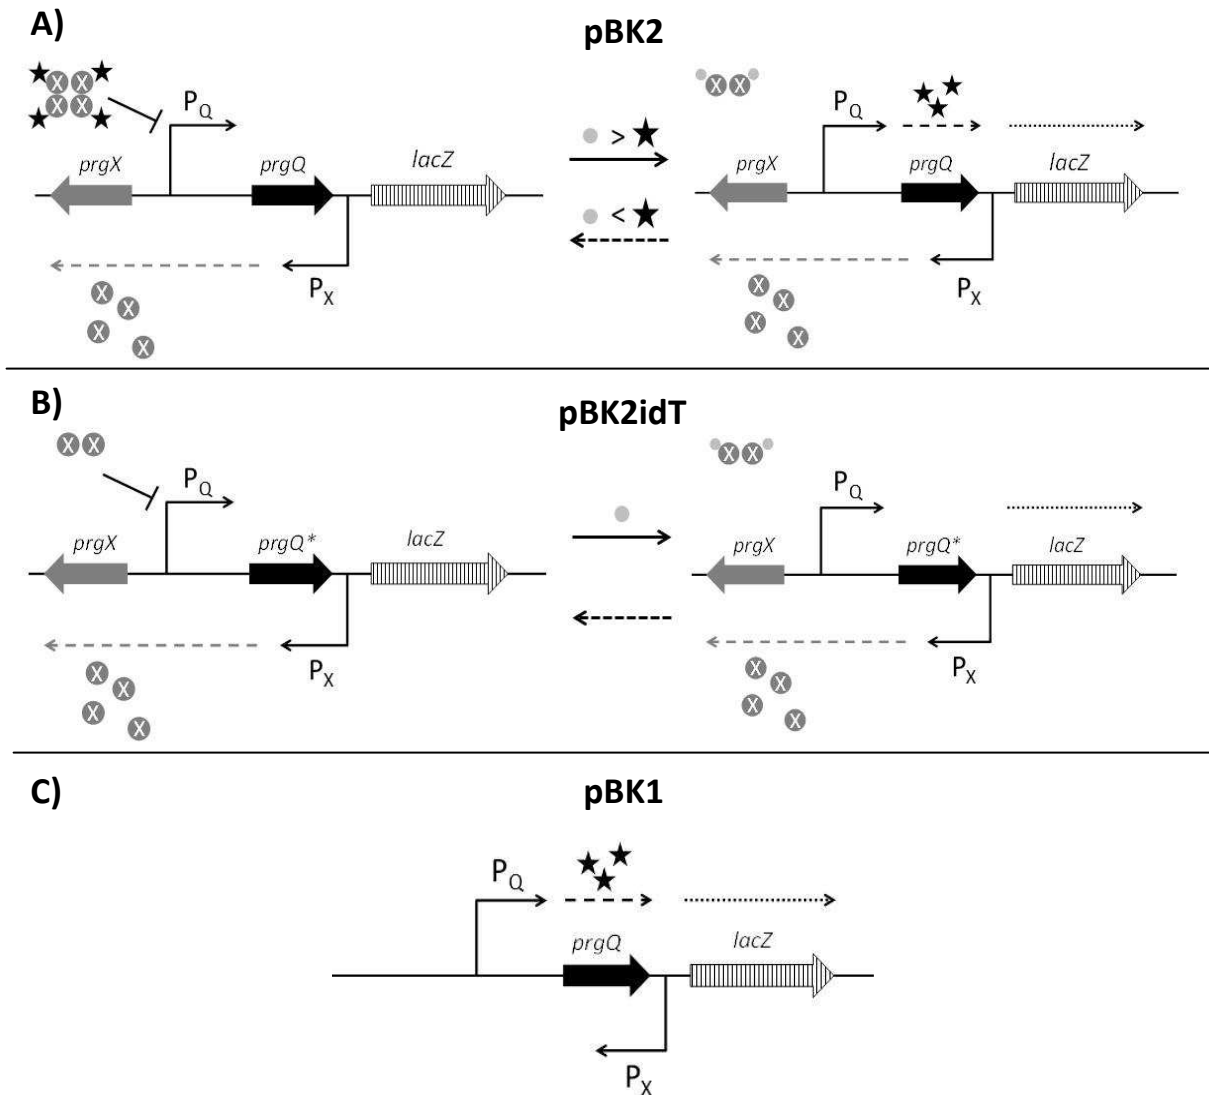 A)
pBK2
X X
X X
P_Q
prgX
prgQ
lacZ
P_X
X
X
X
X
>
<
X X
P_Q
prgX
prgQ
lacZ
P_X
X
X
X
X
B)
pBK2idT
X X
P_Q
prgX
prgQ*
lacZ
P_X
X
X
X
X
X X
P_Q
prgX
prgQ*
lacZ
P_X
X
X
X
X
C)
pBK1
P_Q
prgQ
lacZ
P_X